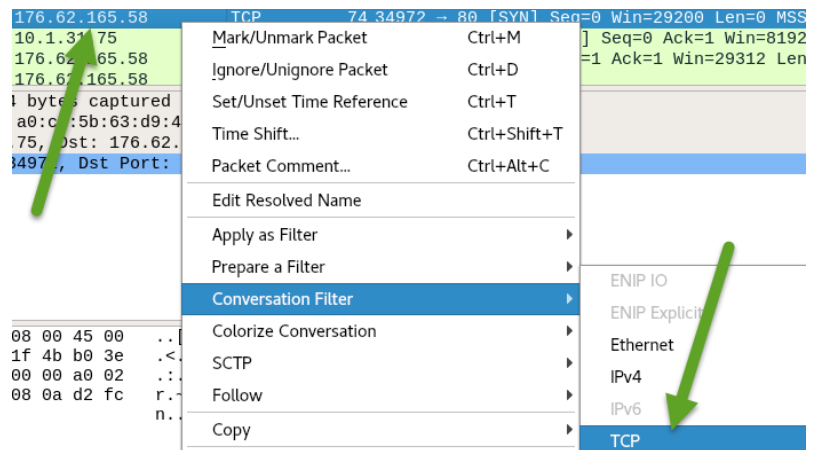 176.62.165.58 TCP 74 34972 → 80 [SYN] Seq=0 Win=29200 Len=0 MSS
10.1.31.75 Mark/Unmark Packet Ctrl+M ] Seq=0 Ack=1 Win=8192
176.62.165.58 =1 Ack=1 Win=29312 Len
176.62.165.58 Ignore/Unignore Packet Ctrl+D
bytes captured Set/Unset Time Reference Ctrl+T
a0:c :5b:63:d9:4
Time Shift... Ctrl+Shift+T
.75, Dst: 176.62.
3497 , Dst Port: Packet Comment... Ctrl+Alt+C
Edit Resolved Name
Apply as Filter
Prepare a Filter
ENIP IO
Conversation Filter
ENIP Explicit
08 00 45 00 ..[ Colorize Conversation
Ethernet
1f 4b b0 3e .<.
00 00 a0 02 .:. SCTP
IPv4
08 0a d2 fc r.~ Follow
IPv6
n.. Copy
TCP